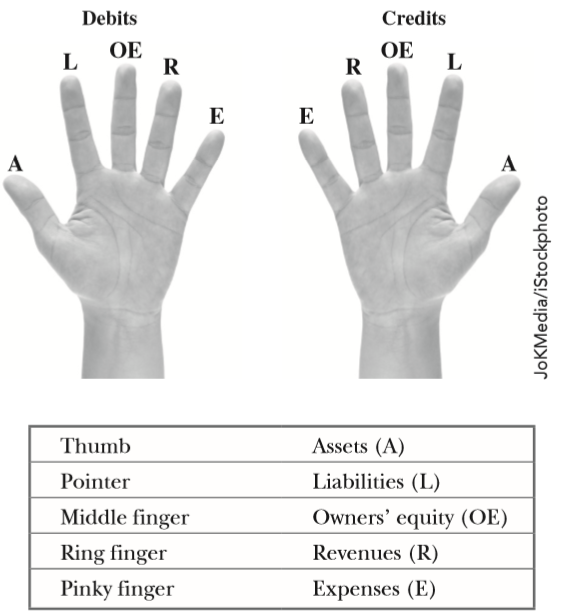 Debits
Credits
A
L
OE
R
E
E
R
OE
L
A
JoKMedia/iStockphoto
Thumb Assets (A)
Pointer Liabilities (L)
Middle finger Owners’ equity (OE)
Ring finger Revenues (R)
Pinky finger Expenses (E)